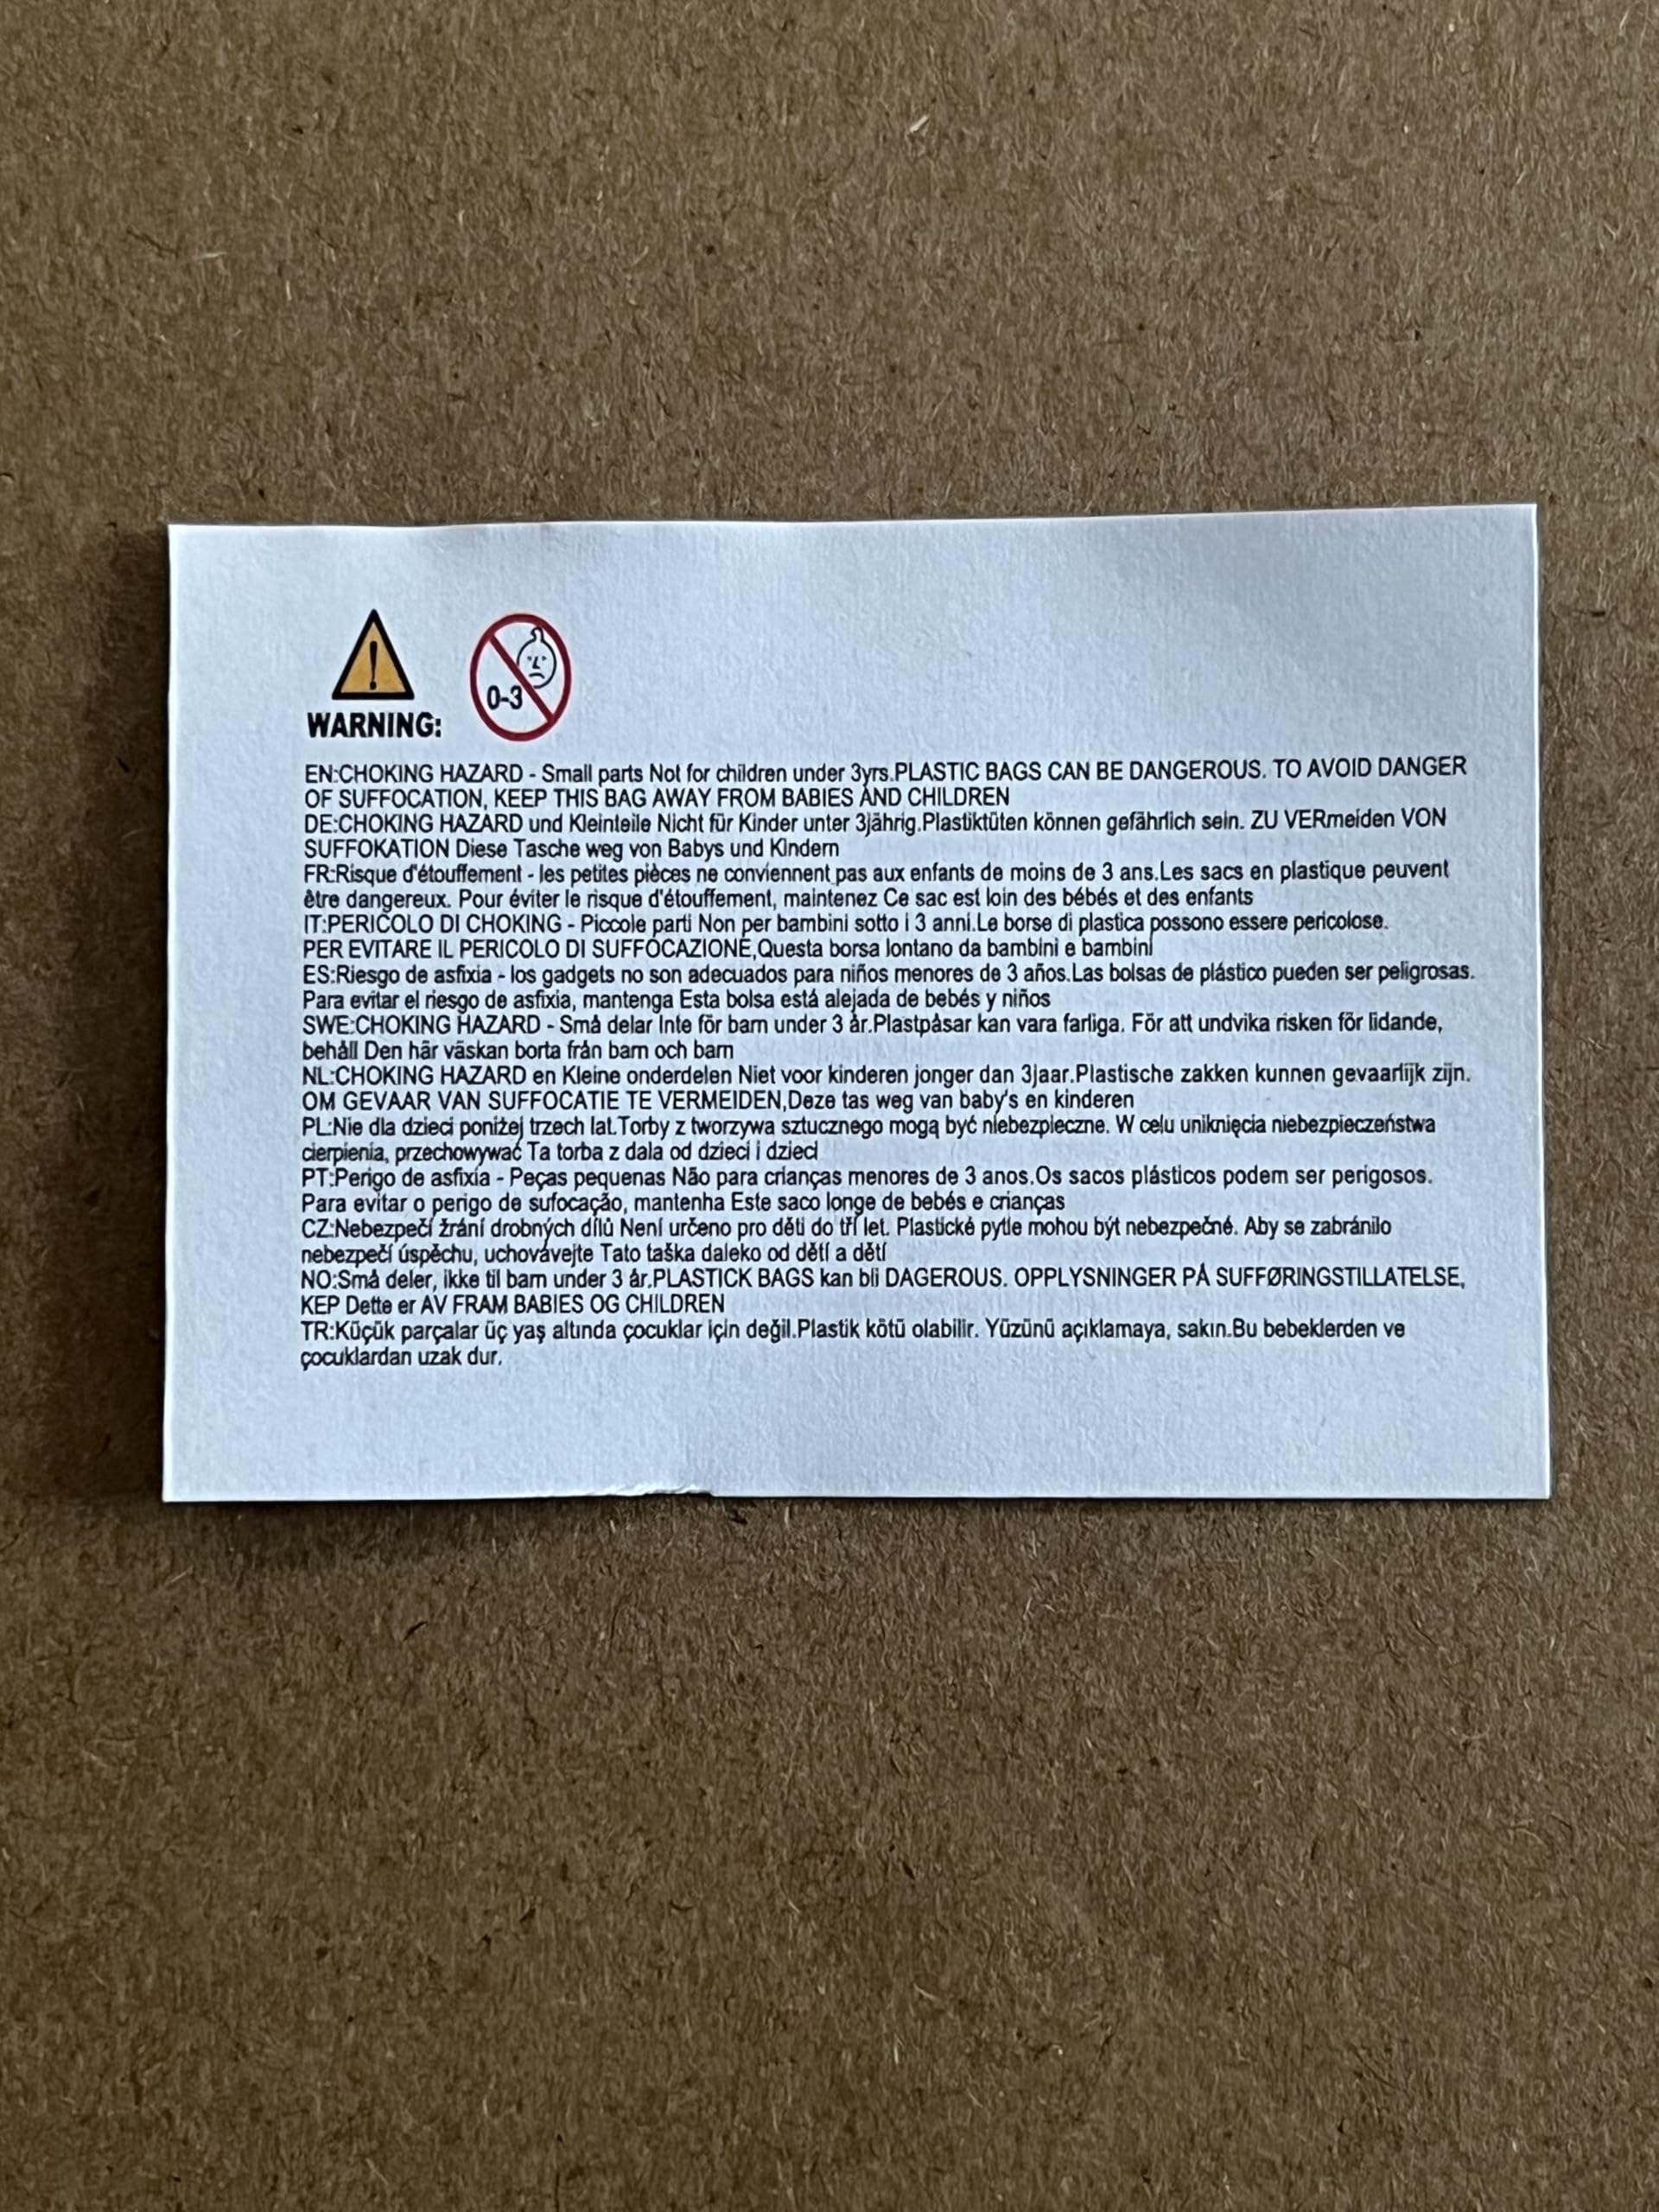 0-3
WARNING:
EN:CHOKING HAZARD - Small parts Not for children under 3yrs.PLASTIC BAGS CAN BE DANGEROUS. TO AVOID DANGER
OF SUFFOCATION, KEEP THIS BAG AWAY FROM BABIES AND CHILDREN
DE:CHOKING HAZARD und Kleinteile Nicht für Kinder unter 3jährig.Plastiktüten können gefährlich sein. ZU VERmeiden VON
SUFFOKATION Diese Tasche weg von Babys und Kindern
FR:Risque d'étouffement - les petites pièces ne conviennent pas aux enfants de moins de 3 ans.Les sacs en plastique peuvent
être dangereux. Pour éviter le risque d'étouffement, maintenez Ce sac est loin des bébés et des enfants
IT:PERICOLO DI CHOKING - Piccole parti Non per bambini sotto i 3 anni.Le borse di plastica possono essere pericolose.
PER EVITARE IL PERICOLO DI SUFFOCAZIONE,Questa borsa lontano da bambini e bambini
ES:Riesgo de asfixia - los gadgets no son adecuados para niños menores de 3 años.Las bolsas de plástico pueden ser peligrosas.
Para evitar el riesgo de asfixia, mantenga Esta bolsa está alejada de bebés y niños
SWE:CHOKING HAZARD - Små delar Inte för barn under 3 år.Plastpåsar kan vara farliga. För att undvika risken för lidande,
behåll Den här väskan borta från barn och barn
NL:CHOKING HAZARD en Kleine onderdelen Niet voor kinderen jonger dan 3jaar.Plastische zakken kunnen gevaarlijk zijn.
OM GEVAAR VAN SUFFOCATIE TE VERMEIDEN,Deze tas weg van baby's en kinderen
PL:Nie dla dzieci poniżej trzech lat.Torby z tworzywa sztucznego mogą być niebezpieczne. W celu uniknięcia niebezpieczeństwa
cierpienia, przechowywać Ta torba z dala od dzieci i dzieci
PT:Perigo de asfixia - Peças pequenas Não para crianças menores de 3 anos.Os sacos plásticos podem ser perigosos.
Para evitar o perigo de sufocação, mantenha Este saco longe de bebés e crianças
CZ:Nebezpečí žrání drobných dílů Není určeno pro děti do tří let. Plastické pytle mohou být nebezpečné. Aby se zabránilo
nebezpečí úspěchu, uchovávejte Tato taška daleko od dětí a dětí
NO:Små deler, ikke til barn under 3 år.PLASTICK BAGS kan bli DAGEROUS. OPPLYSNINGER PÅ SUFFØRINGSTILLATELSE,
KEP Dette er AV FRAM BABIES OG CHILDREN
TR:Küçük parçalar üç yaş altında çocuklar için değil.Plastik kötü olabilir. Yüzünü açıklamaya, sakın.Bu bebeklerden ve
çocuklardan uzak dur.